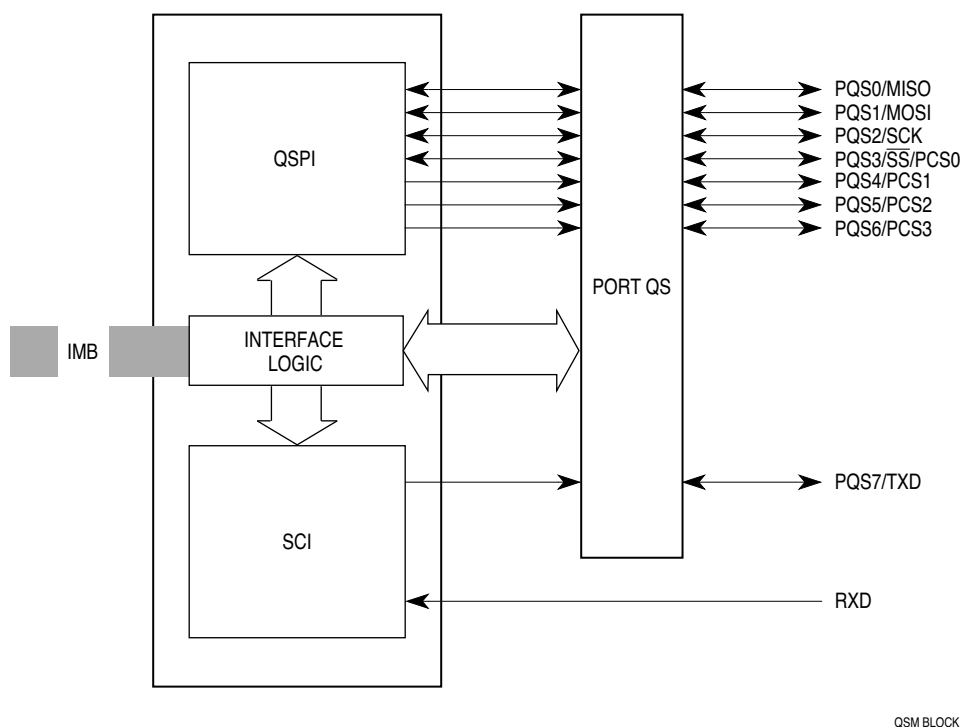 QSPI
PQS0/MISO
PQS1/MOSI
PQS2/SCK
PQS3/S̅S̅/PCS0
PQS4/PCS1
PQS5/PCS2
PQS6/PCS3
PORT QS
IMB
INTERFACE
LOGIC
SCI
PQS7/TXD
RXD
QSM BLOCK